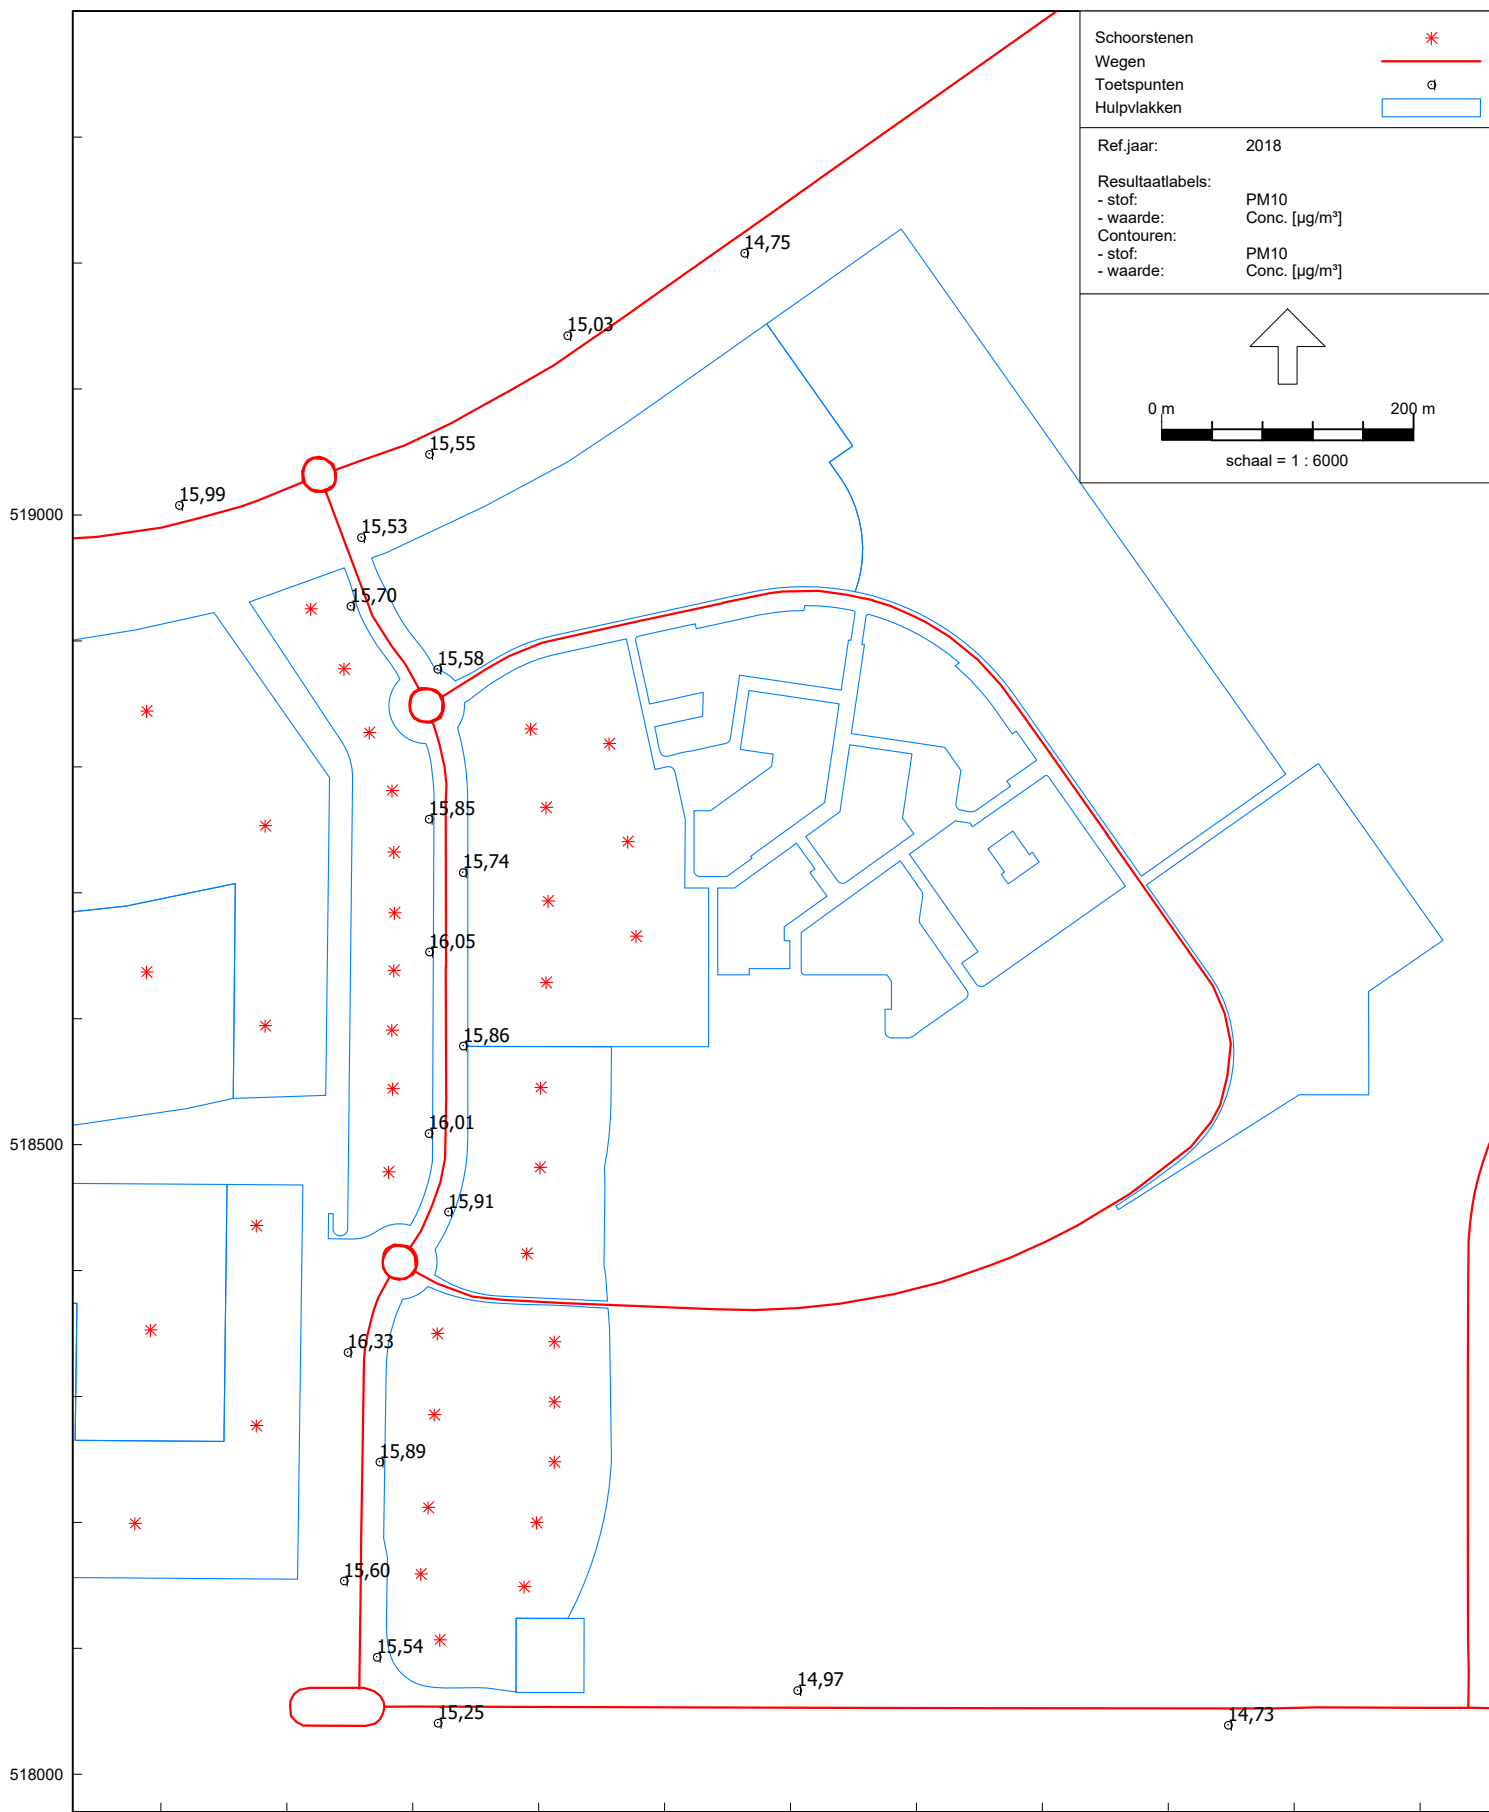 Schoorstenen
Wegen
Toetspunten
Hulpvlakken
Ref.jaar: 2018
Resultaatlabels:
- stof: PM10
- waarde: Conc. [µg/m³]
Contouren:
- stof: PM10
- waarde: Conc. [µg/m³]
0 m 200 m
schaal = 1 : 6000
14,75
15,03
15,55
15,99
519000
15,53
15,70
15,58
15,85
15,74
16,05
15,86
16,01
518500
15,91
16,33
15,89
15,60
15,54
14,97
15,25
14,73
518000